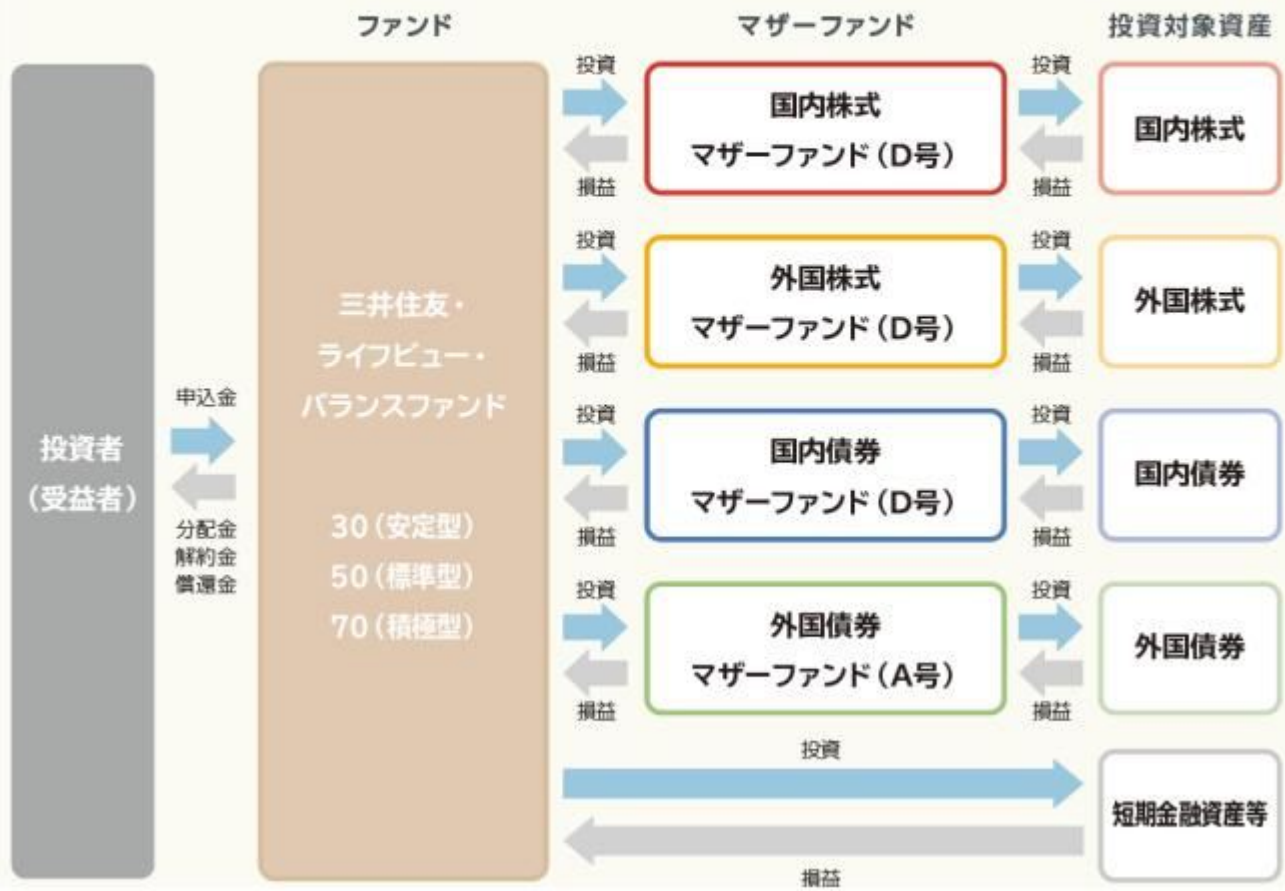 ファンド
マザーファンド
投資対象資産
投資者
(受益者)
申込金
分配金
解約金
償還金
三井住友・
ライフビュー・
バランスファンド
30(安定型)
50(標準型)
70(積極型)
投資
損益
国内株式
マザーファンド(D号)
投資
損益
国内株式
投資
損益
外国株式
マザーファンド(D号)
投資
損益
外国株式
投資
損益
国内債券
マザーファンド(D号)
投資
損益
国内債券
投資
損益
外国債券
マザーファンド(A号)
投資
損益
外国債券
投資
損益
短期金融資産等